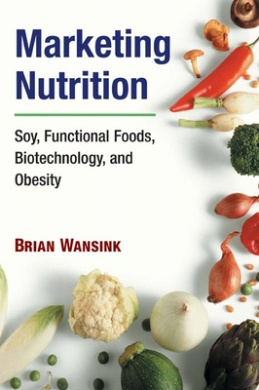 Marketing
Nutrition
Soy, Functional Foods,
Biotechnology, and
Obesity
BRIAN WANSINK